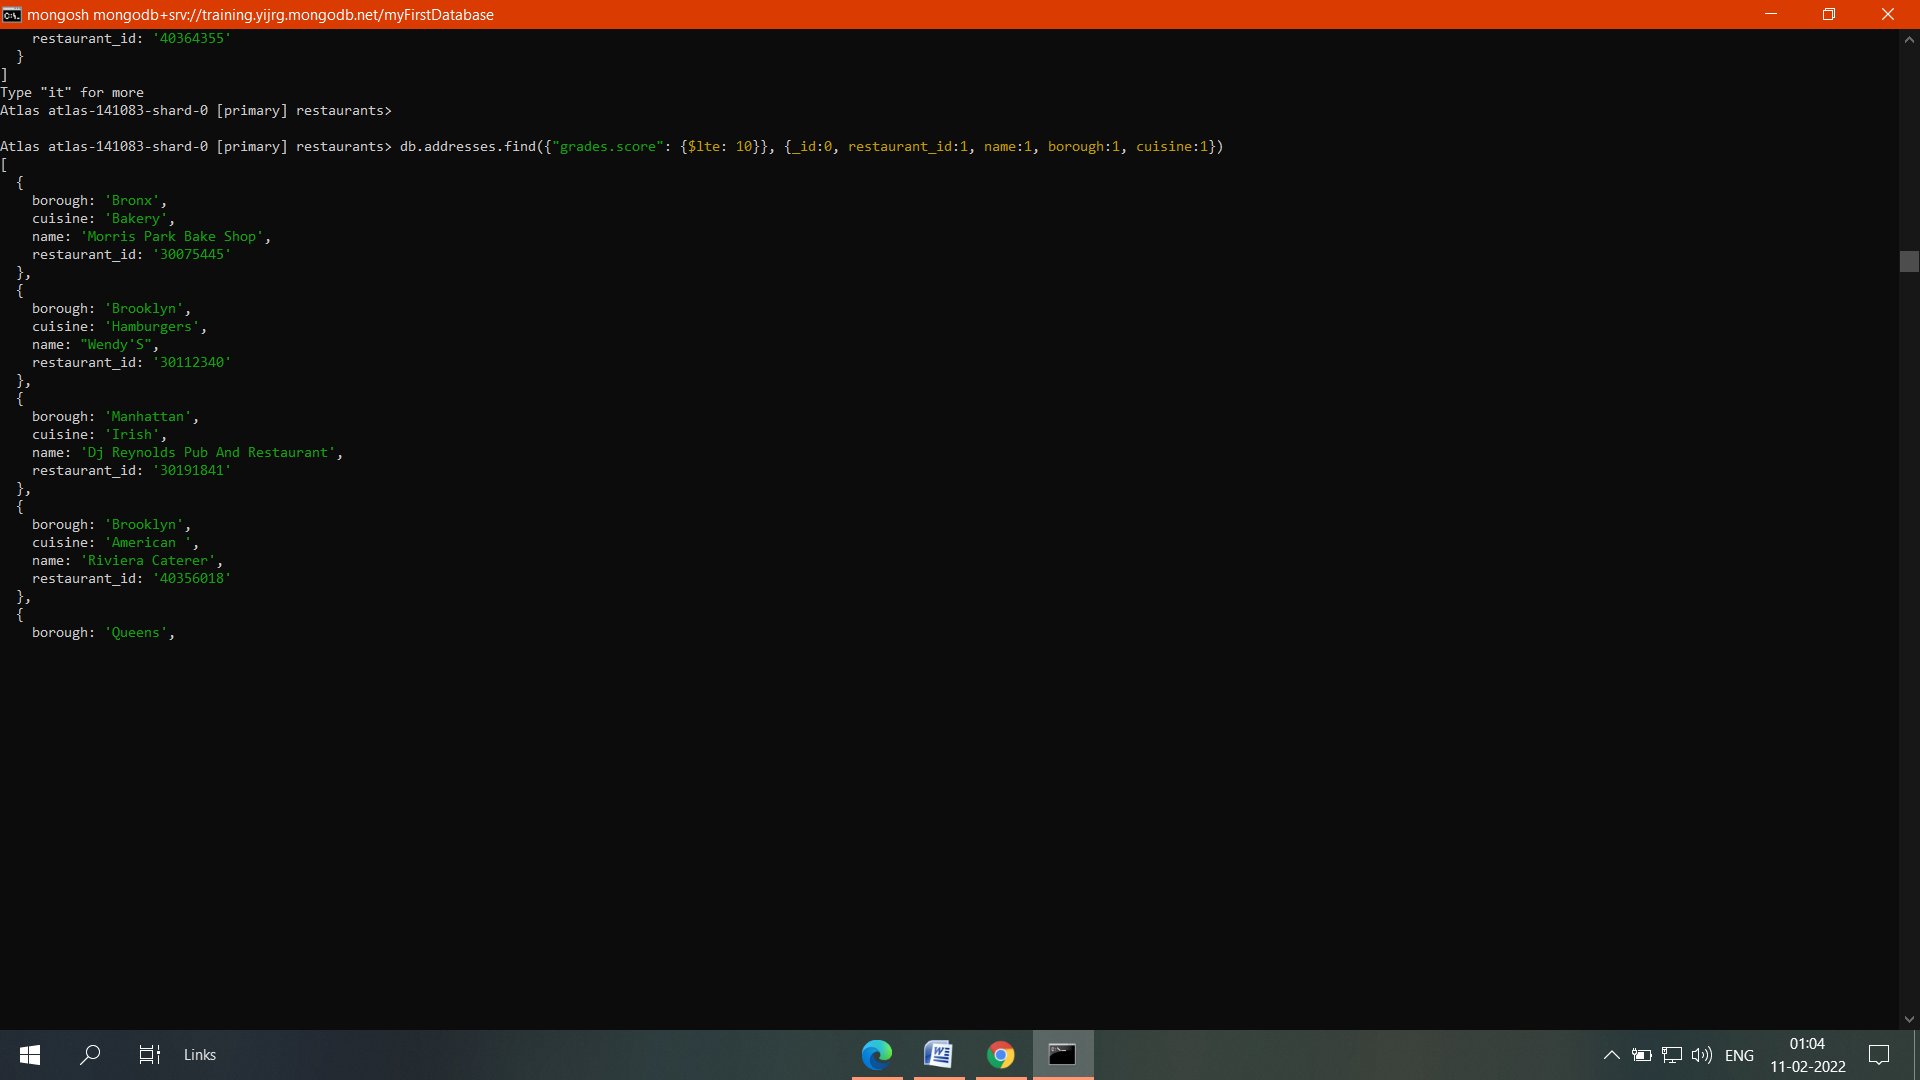 mongosh mongodb+srv://training.yijrg.mongodb.net/myFirstDatabase
    restaurant_id: '40364355'
  }
]
Type "it" for more
Atlas atlas-141083-shard-0 [primary] restaurants>
Atlas atlas-141083-shard-0 [primary] restaurants> db.addresses.find({"grades.score": {$lte: 10}}, {_id:0, restaurant_id:1, name:1, borough:1, cuisine:1})
[
  {
    borough: 'Bronx',
    cuisine: 'Bakery',
    name: 'Morris Park Bake Shop',
    restaurant_id: '30075445'
  },
  {
    borough: 'Brooklyn',
    cuisine: 'Hamburgers',
    name: "Wendy'S",
    restaurant_id: '30112340'
  },
  {
    borough: 'Manhattan',
    cuisine: 'Irish',
    name: 'Dj Reynolds Pub And Restaurant',
    restaurant_id: '30191841'
  },
  {
    borough: 'Brooklyn',
    cuisine: 'American ',
    name: 'Riviera Caterer',
    restaurant_id: '40356018'
  },
  {
    borough: 'Queens',
Links
ENG
01:04
11-02-2022